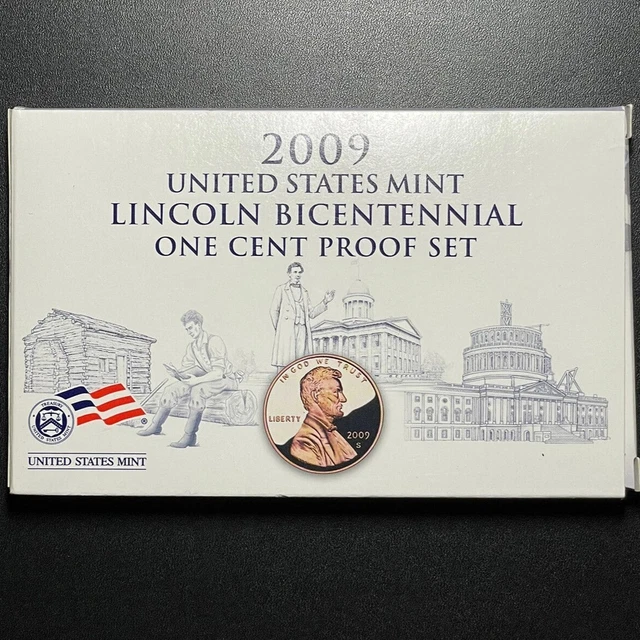 2009
UNITED STATES MINT
LINCOLN BICENTENNIAL
ONE CENT PROOF SET
IN GOD WE TRUST
LIBERTY
2009
S
®
UNITED STATES MINT